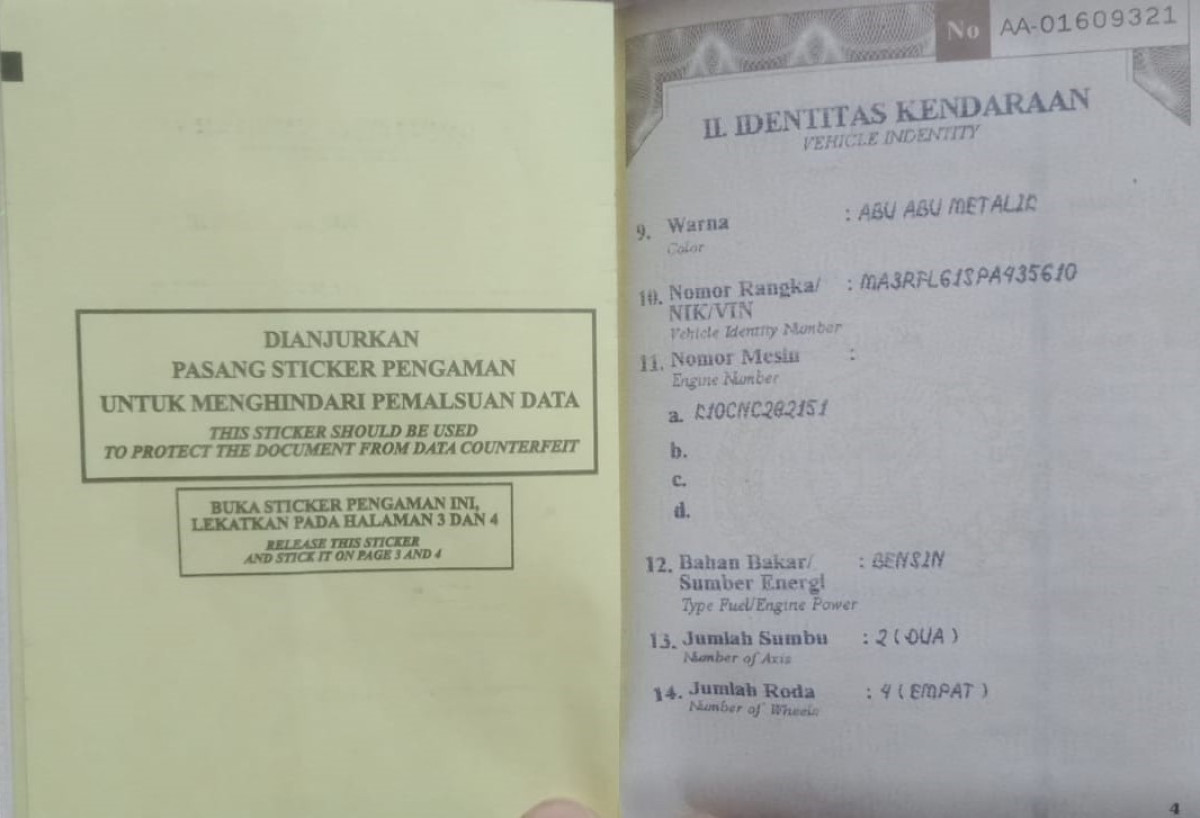 DIANJURKAN
PASANG STICKER PENGAMAN
UNTUK MENGHINDARI PEMALSUAN DATA
THIS STICKER SHOULD BE USED
TO PROTECT THE DOCUMENT FROM DATA COUNTERFEIT
BUKA STICKER PENGAMAN INI,
LEKATKAN PADA HALAMAN 3 DAN 4
RELEASE THIS STICKER
AND STICK IT ON PAGE 3 AND 4
No AA-01609321
II. IDENTITAS KENDARAAN
VEHICLE INDENTITY
9. Warna : ABU ABU METALIK
Color
10. Nomor Rangka/ : MA3RFL61SPA935610
NIK/VIN
Vehicle Identity Number
11. Nomor Mesin :
Engine Number
a. K10CNC282151
b.
c.
d.
12. Bahan Bakar/ : BENSIN
Sumber Energi
Type Fuel/Engine Power
13. Jumlah Sumbu : 2 ( DUA )
Number of Axis
14. Jumlah Roda : 4 ( EMPAT )
Number of Wheels
4